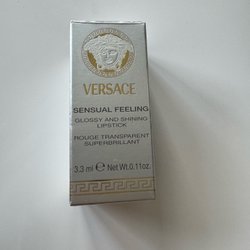 VERSACE
SENSUAL FEELING
GLOSSY AND SHINING
LIPSTICK
ROUGE TRANSPARENT
SUPERBRILLANT
3.3 ml ℮ Net Wt.0.11oz.